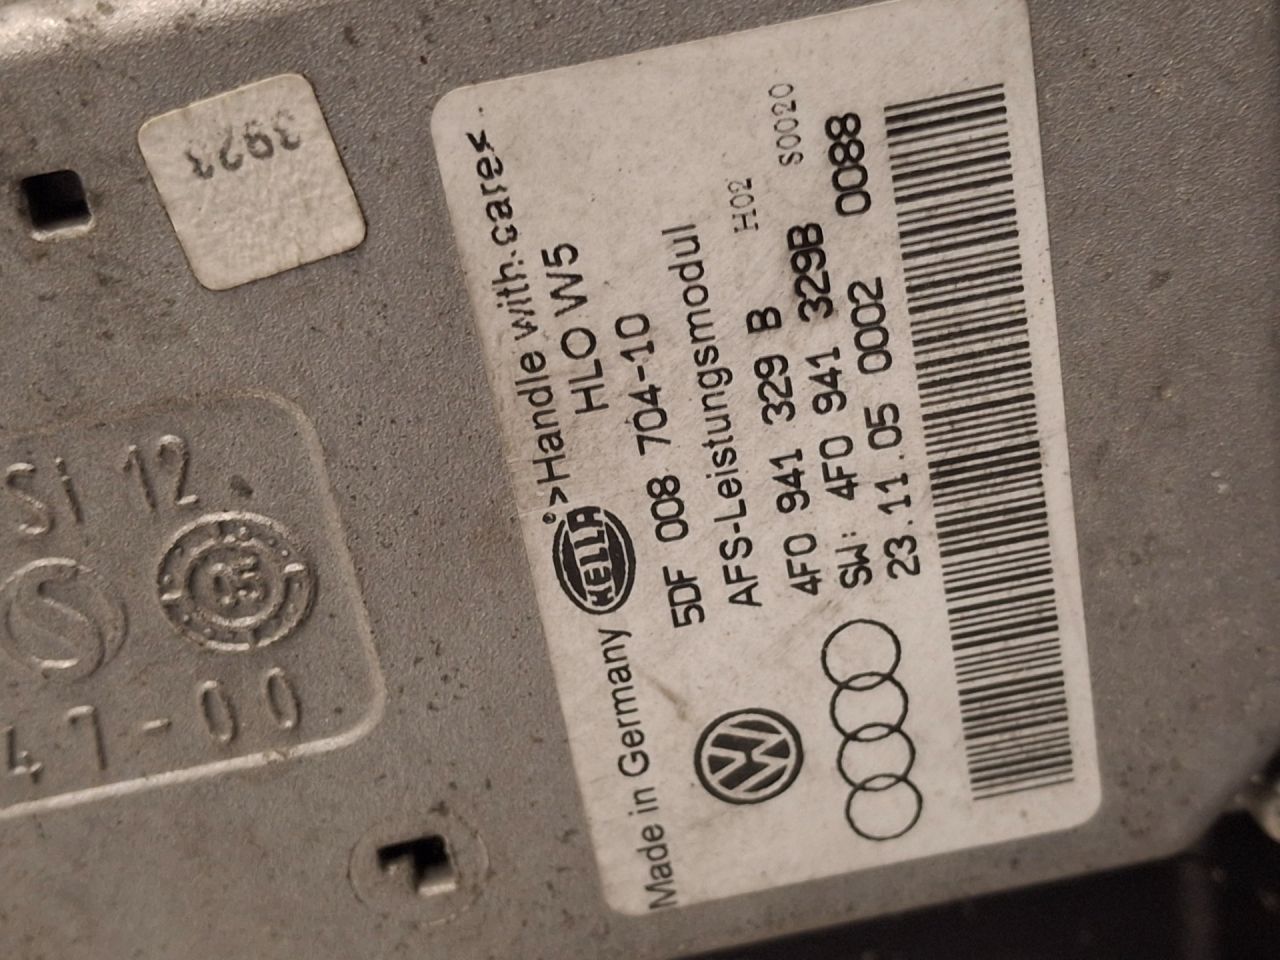 3923
>Handle with care<
HLO W5
Made in Germany HELLA
5DF 008 704-10
AFS-Leistungsmodul
4F0 941 329 B H02
SW: 4F0 941 329B S0020
23.11.05 0002 0088
Si 12
47-00